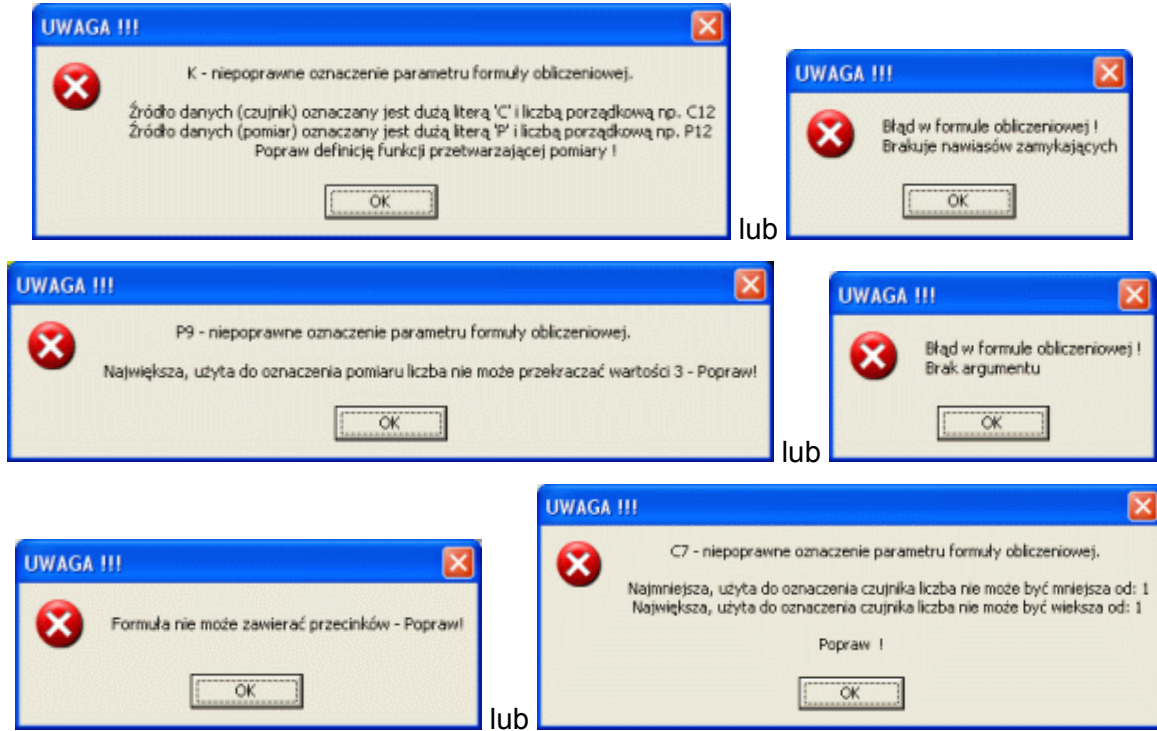 UWAGA !!!
K - niepoprawne oznaczenie parametru formuły obliczeniowej.
Źródło danych (czujnik) oznaczany jest dużą literą 'C' i liczbą porządkową np. C12
Źródło danych (pomiar) oznaczany jest dużą literą 'P' i liczbą porządkową np. P12
Popraw definicję funkcji przetwarzającej pomiary !
OK
lub
UWAGA !!!
Błąd w formule obliczeniowej !
Brakuje nawiasów zamykających
OK
UWAGA !!!
P9 - niepoprawne oznaczenie parametru formuły obliczeniowej.
Największa, użyta do oznaczenia pomiaru liczba nie może przekraczać wartości 3 - Popraw!
OK
lub
UWAGA !!!
Błąd w formule obliczeniowej !
Brak argumentu
OK
UWAGA !!!
Formuła nie może zawierać przecinków - Popraw!
OK
lub
UWAGA !!!
C7 - niepoprawne oznaczenie parametru formuły obliczeniowej.
Najmniejsza, użyta do oznaczenia czujnika liczba nie może być mniejsza od: 1
Największa, użyta do oznaczenia czujnika liczba nie może być wieksza od: 1
Popraw !
OK